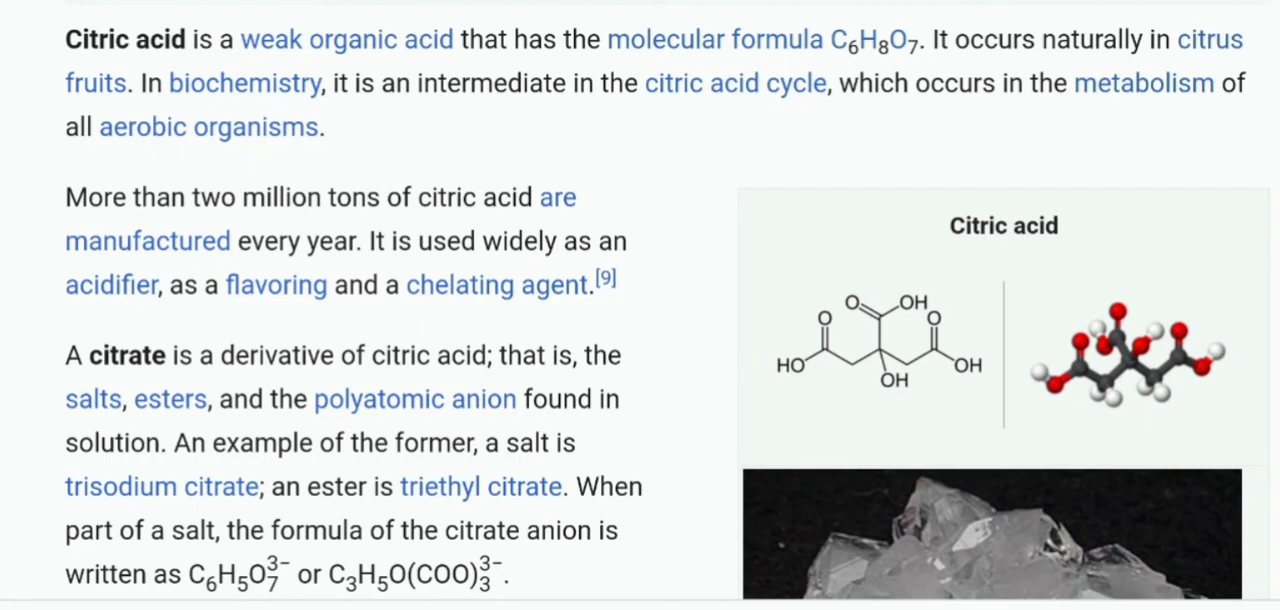 Citric acid is a weak organic acid that has the molecular formula C₆H₈O₇. It occurs naturally in citrus
fruits. In biochemistry, it is an intermediate in the citric acid cycle, which occurs in the metabolism of
all aerobic organisms.
More than two million tons of citric acid are
manufactured every year. It is used widely as an
acidifier, as a flavoring and a chelating agent.[9]
A citrate is a derivative of citric acid; that is, the
salts, esters, and the polyatomic anion found in
solution. An example of the former, a salt is
trisodium citrate; an ester is triethyl citrate. When
part of a salt, the formula of the citrate anion is
written as C₆H₅O₇³⁻ or C₃H₅O(COO)₃³⁻.
Citric acid
O OH
O O
HO OH
OH